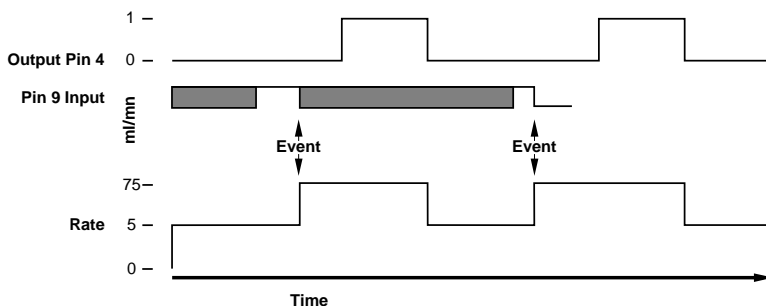 1
Output Pin 4 0
Pin 9 Input
ml/mn
Event Event
75
Rate 5
0
Time